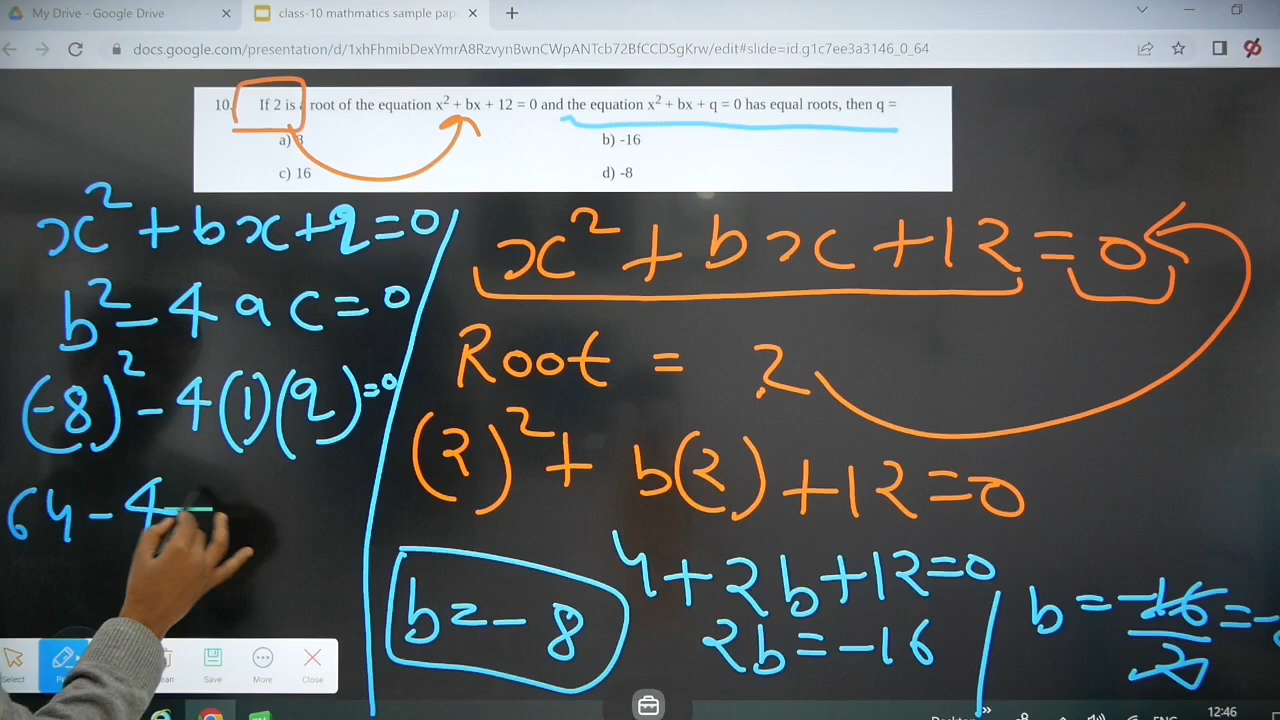 My Drive - Google Drive
class-10 mathmatics sample pap
docs.google.com/presentation/d/1xhFhmibDexYmrA8RzvynBwnCWpANTcb72BfCCDSgKrw/edit#slide=id.g1c7ee3a3146_0_64
10. If 2 is a root of the equation x² + bx + 12 = 0 and the equation x² + bx + q = 0 has equal roots, then q =
a) 8 b) -16
c) 16 d) -8
x² + bx + q = 0
b² - 4ac = 0
(-8)² - 4(1)(q) = 0
64 - 4
x² + bx + 12 = 0
Root = 2
(2)² + b(2) + 12 = 0
4 + 2b + 12 = 0
2b = -16
b = -16/2 = -8
b = -8
Select
Save
More
Close
12:46